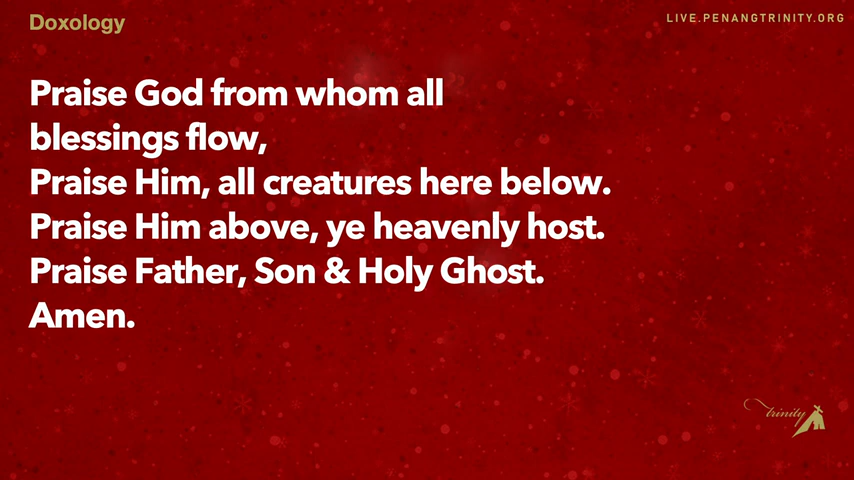 Doxology
LIVE.PENANGTRINITY.ORG
Praise God from whom all
blessings flow,
Praise Him, all creatures here below.
Praise Him above, ye heavenly host.
Praise Father, Son & Holy Ghost.
Amen.
trinity